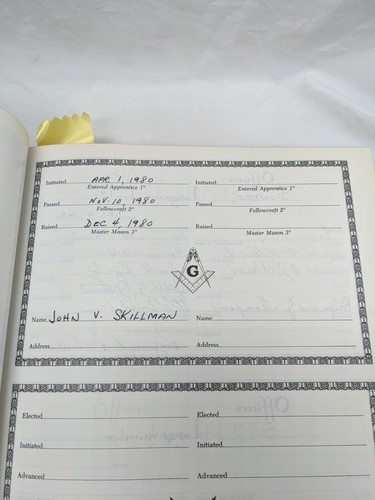 Initiated APR. 1, 1980 Initiated
Entered Apprentice 1° Entered Apprentice 1°
Passed NOV. 10, 1980 Passed
Fellowcraft 2° Fellowcraft 2°
Raised DEC 4, 1980 Raised
Master Mason 3° Master Mason 3°
G
Name JOHN V. SKILLMAN Name
Address Address
Elected Elected
Initiated Initiated
Advanced Advanced